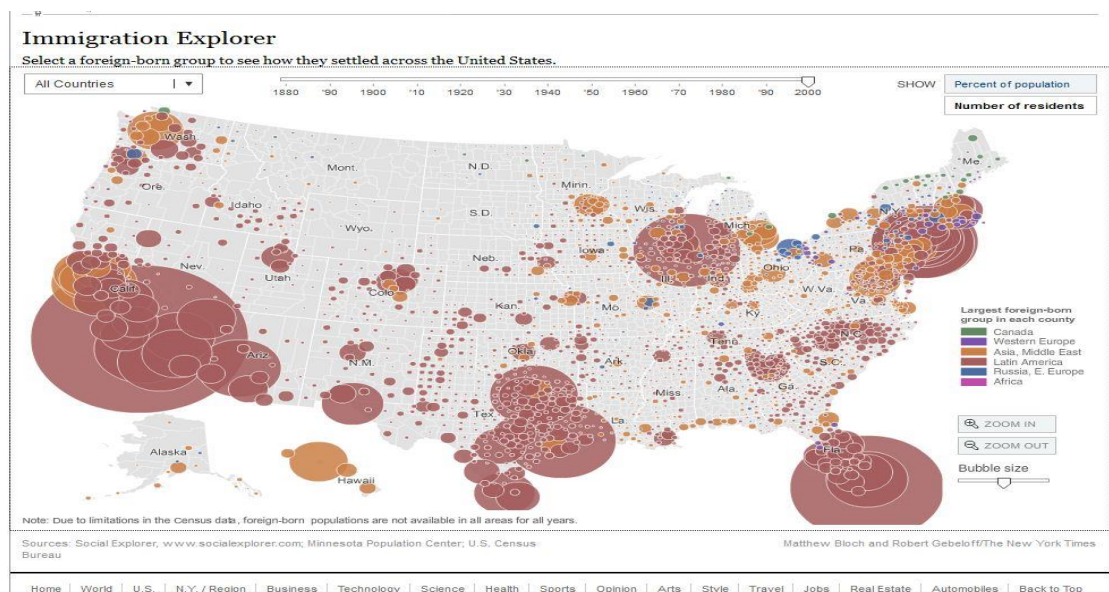 Immigration Explorer
Select a foreign-born group to see how they settled across the United States.
All Countries
1880 '90 1900 '10 1920 '30 1940 '50 1960 '70 1980 '90 2000
SHOW
Percent of population
Number of residents
Wash.
Ore.
Idaho
Mont.
N.D.
Minn.
Wis.
Mich.
N.Y.
Me.
S.D.
Wyo.
Nev.
Utah
Colo.
Neb.
Iowa
Ill.
Ind.
Ohio
Pa.
W.Va.
Va.
Calif.
Kan.
Mo.
Ky.
Ariz.
N.M.
Okla.
Ark.
Tenn.
N.C.
S.C.
Tex.
La.
Miss.
Ala.
Ga.
Fla.
Alaska
Hawaii
Largest foreign-born
group in each county
Canada
Western Europe
Asia, Middle East
Latin America
Russia, E. Europe
Africa
ZOOM IN
ZOOM OUT
Bubble size
Note: Due to limitations in the Census data, foreign-born populations are not available in all areas for all years.
Sources: Social Explorer, www.socialexplorer.com; Minnesota Population Center; U.S. Census
Bureau
Matthew Bloch and Robert Gebeloff/The New York Times
Home World U.S. N.Y. / Region Business Technology Science Health Sports Opinion Arts Style Travel Jobs Real Estate Automobiles Back to Top